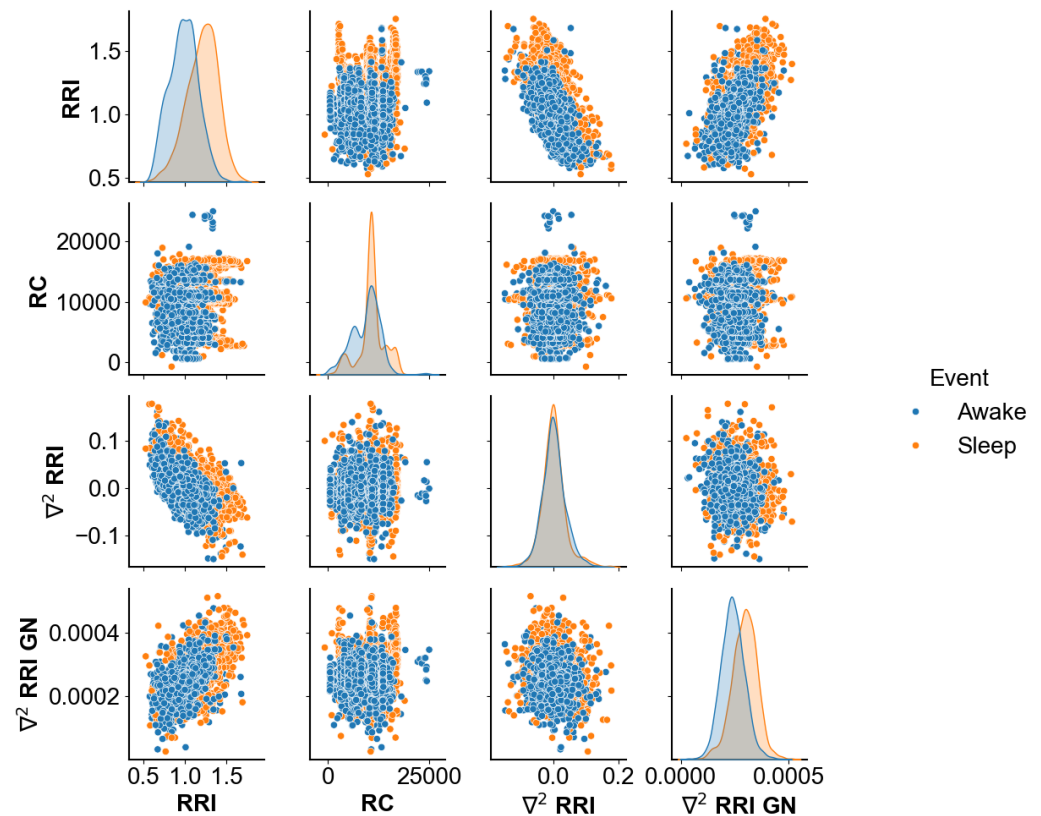 RRI
1.5
1.0
0.5
RC
20000
10000
0
∇² RRI
0.1
0.0
−0.1
∇² RRI GN
0.0004
0.0002
0.5 1.0 1.5
RRI
0 25000
RC
0.0 0.2
∇² RRI
0.0000 0.0005
∇² RRI GN
Event
Awake
Sleep